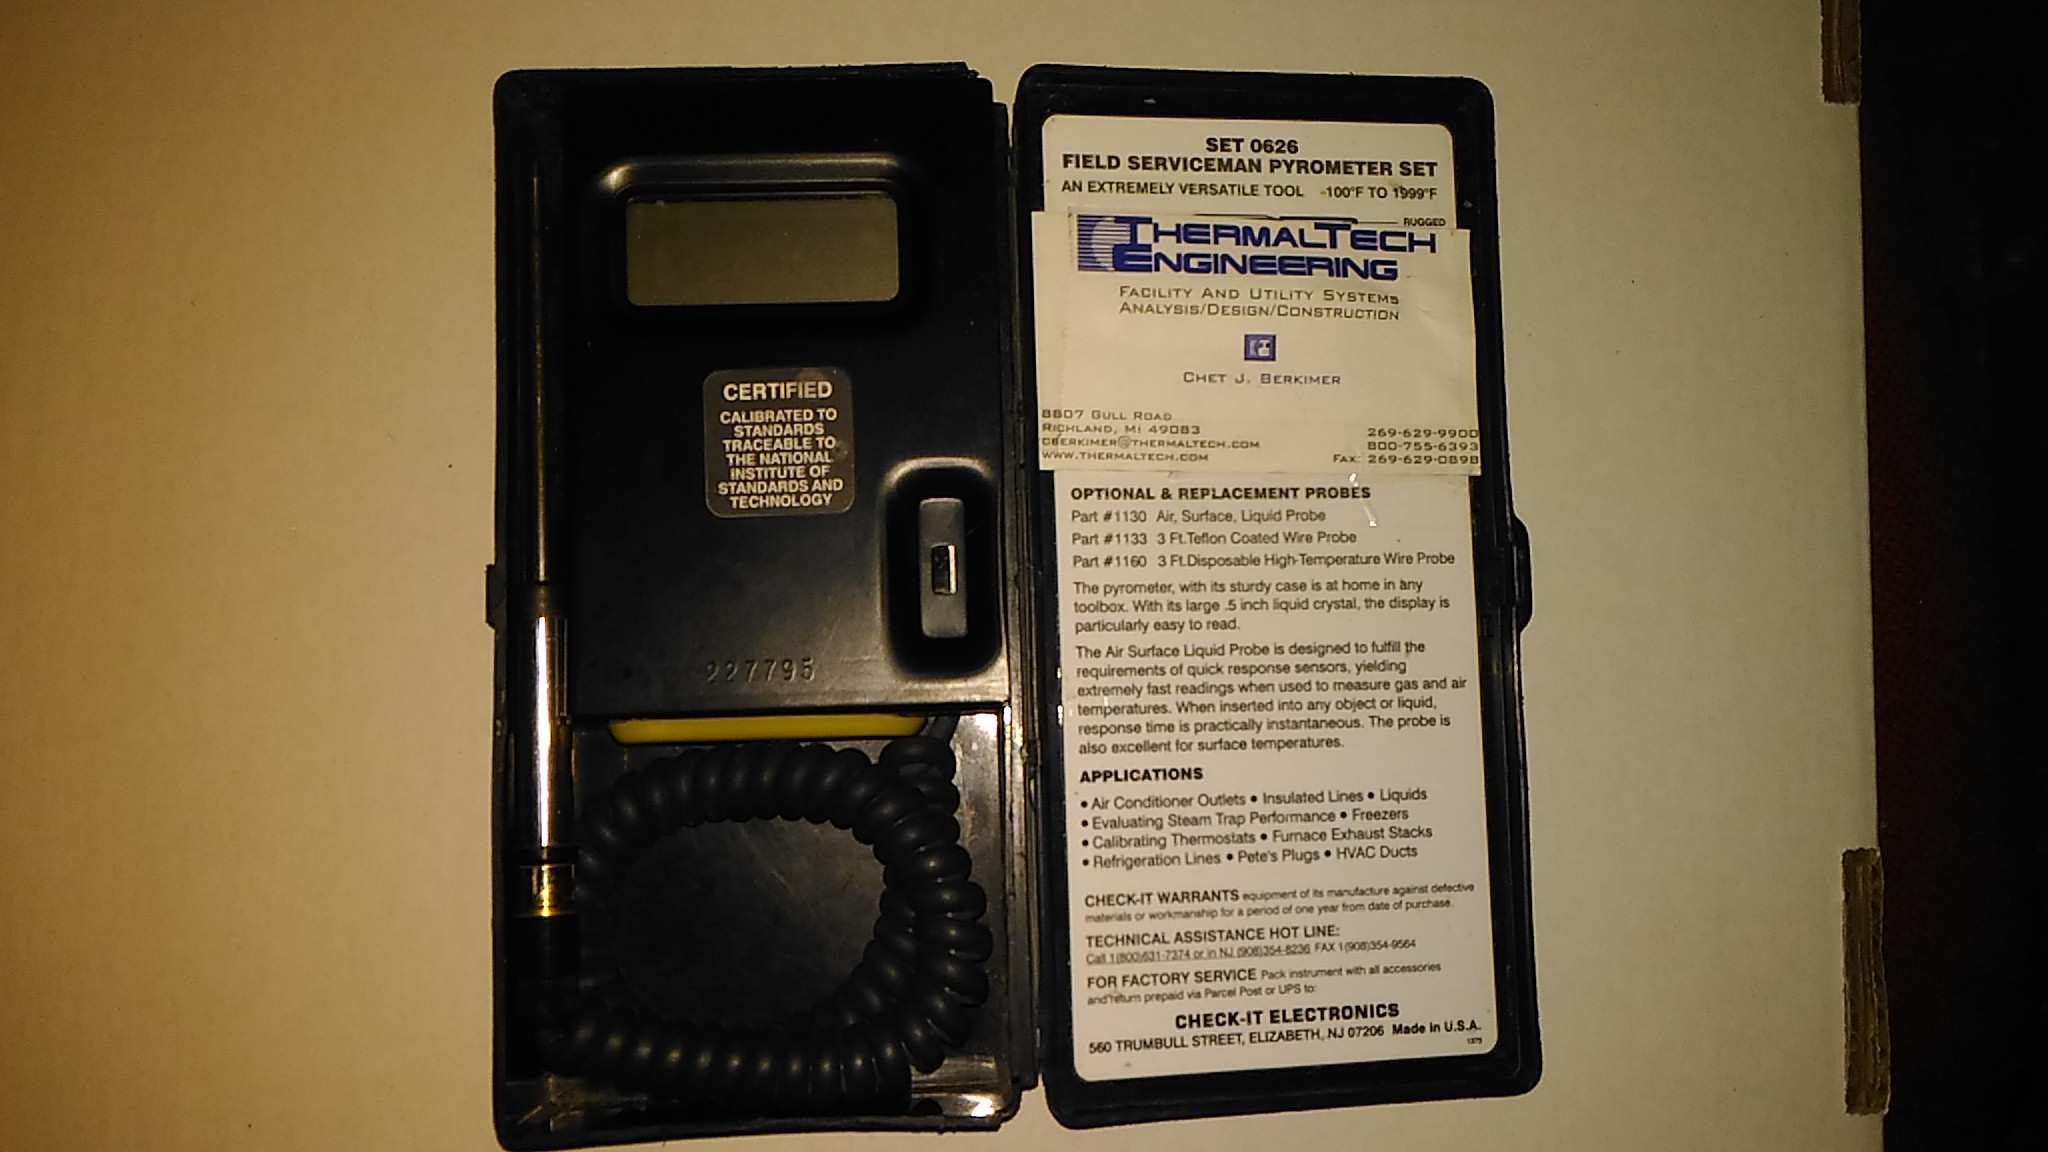 CERTIFIED
CALIBRATED TO
STANDARDS
TRACEABLE TO
THE NATIONAL
INSTITUTE OF
STANDARDS AND
TECHNOLOGY
227795
SET 0626
FIELD SERVICEMAN PYROMETER SET
AN EXTREMELY VERSATILE TOOL -100°F TO 1999°F
RUGGED
THERMALTECH
ENGINEERING
FACILITY AND UTILITY SYSTEMS
ANALYSIS/DESIGN/CONSTRUCTION
CHET J. BERKIMER
8807 GULL ROAD
RICHLAND, MI 49083
CBERKIMER@THERMALTECH.COM
WWW.THERMALTECH.COM
269-629-9900
800-755-6393
FAX: 269-629-0898
OPTIONAL & REPLACEMENT PROBES
Part #1130 Air, Surface, Liquid Probe
Part #1133 3 Ft.Teflon Coated Wire Probe
Part #1160 3 Ft.Disposable High-Temperature Wire Probe
The pyrometer, with its sturdy case is at home in any
toolbox. With its large .5 inch liquid crystal, the display is
particularly easy to read.
The Air Surface Liquid Probe is designed to fulfill the
requirements of quick response sensors, yielding
extremely fast readings when used to measure gas and air
temperatures. When inserted into any object or liquid,
response time is practically instantaneous. The probe is
also excellent for surface temperatures.
APPLICATIONS
• Air Conditioner Outlets • Insulated Lines • Liquids
• Evaluating Steam Trap Performance • Freezers
• Calibrating Thermostats • Furnace Exhaust Stacks
• Refrigeration Lines • Pete's Plugs • HVAC Ducts
CHECK-IT WARRANTS equipment of its manufacture against defective
materials or workmanship for a period of one year from date of purchase.
TECHNICAL ASSISTANCE HOT LINE:
Call 1(800)631-7374 or in NJ (908)354-8236 FAX 1(908)354-9564
FOR FACTORY SERVICE Pack instrument with all accessories
and return prepaid via Parcel Post or UPS to:
CHECK-IT ELECTRONICS
560 TRUMBULL STREET, ELIZABETH, NJ 07206 Made in U.S.A.